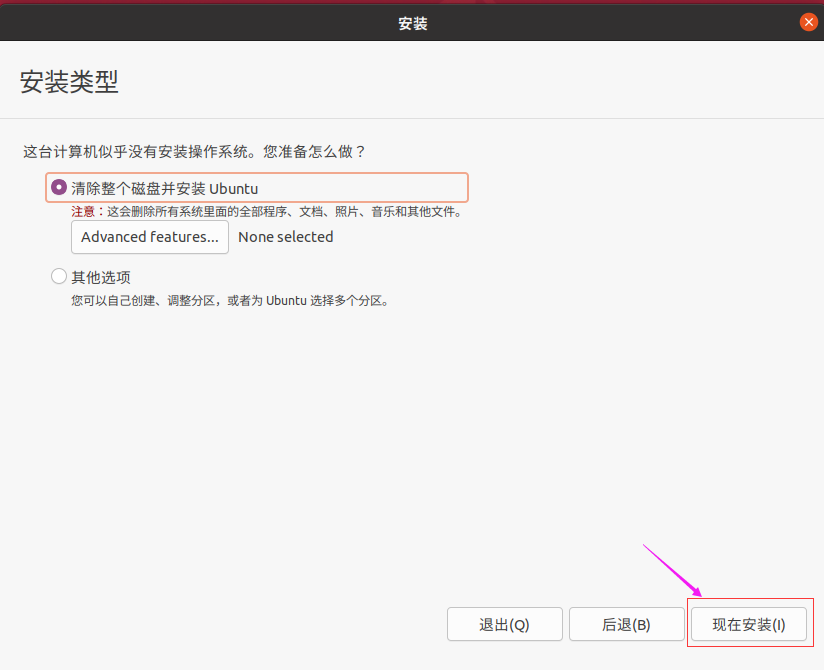 安装
安装类型
这台计算机似乎没有安装操作系统。您准备怎么做？
清除整个磁盘并安装 Ubuntu
注意：这会删除所有系统里面的全部程序、文档、照片、音乐和其他文件。
Advanced features... None selected
其他选项
您可以自己创建、调整分区，或者为 Ubuntu 选择多个分区。
退出(Q) 后退(B) 现在安装(I)